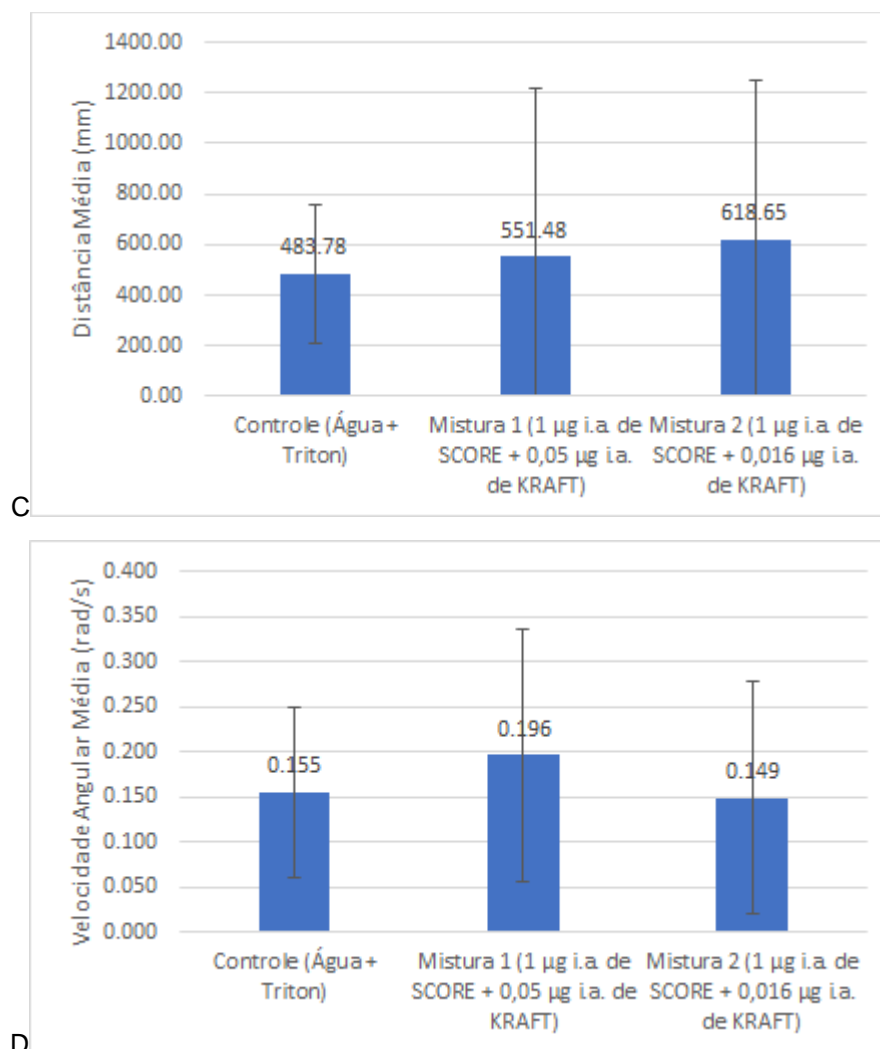 1400.00
1200.00
1000.00
800.00
600.00
400.00
200.00
0.00
Distância Média (mm)
483.78
551.48
618.65
Controle (Água +
Triton)
Mistura 1 (1 µg i.a. de
SCORE + 0,05 µg i.a.
de KRAFT)
Mistura 2 (1 µg i.a. de
SCORE + 0,016 µg i.a.
de KRAFT)
C
0.400
0.350
0.300
0.250
0.200
0.150
0.100
0.050
0.000
Velocidade Angular Média (rad/s)
0.155
0.196
0.149
Controle (Água +
Triton)
Mistura 1 (1 µg i.a. de
SCORE + 0,05 µg i.a. de
KRAFT)
Mistura 2 (1 µg i.a. de
SCORE + 0,016 µg i.a.
de KRAFT)
D